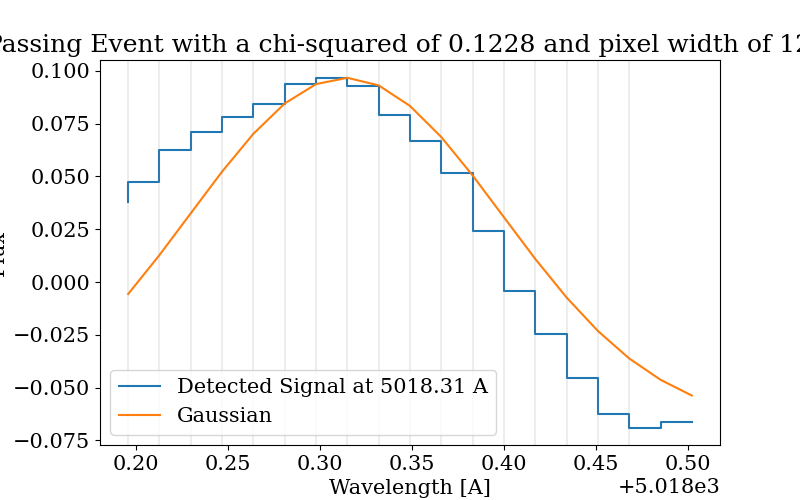 Passing Event with a chi-squared of 0.1228 and pixel width of 12
0.100
0.075
0.050
0.025
0.000
−0.025
−0.050
−0.075
Detected Signal at 5018.31 A
Gaussian
0.20 0.25 0.30 0.35 0.40 0.45 0.50
+5.018e3
Wavelength [A]